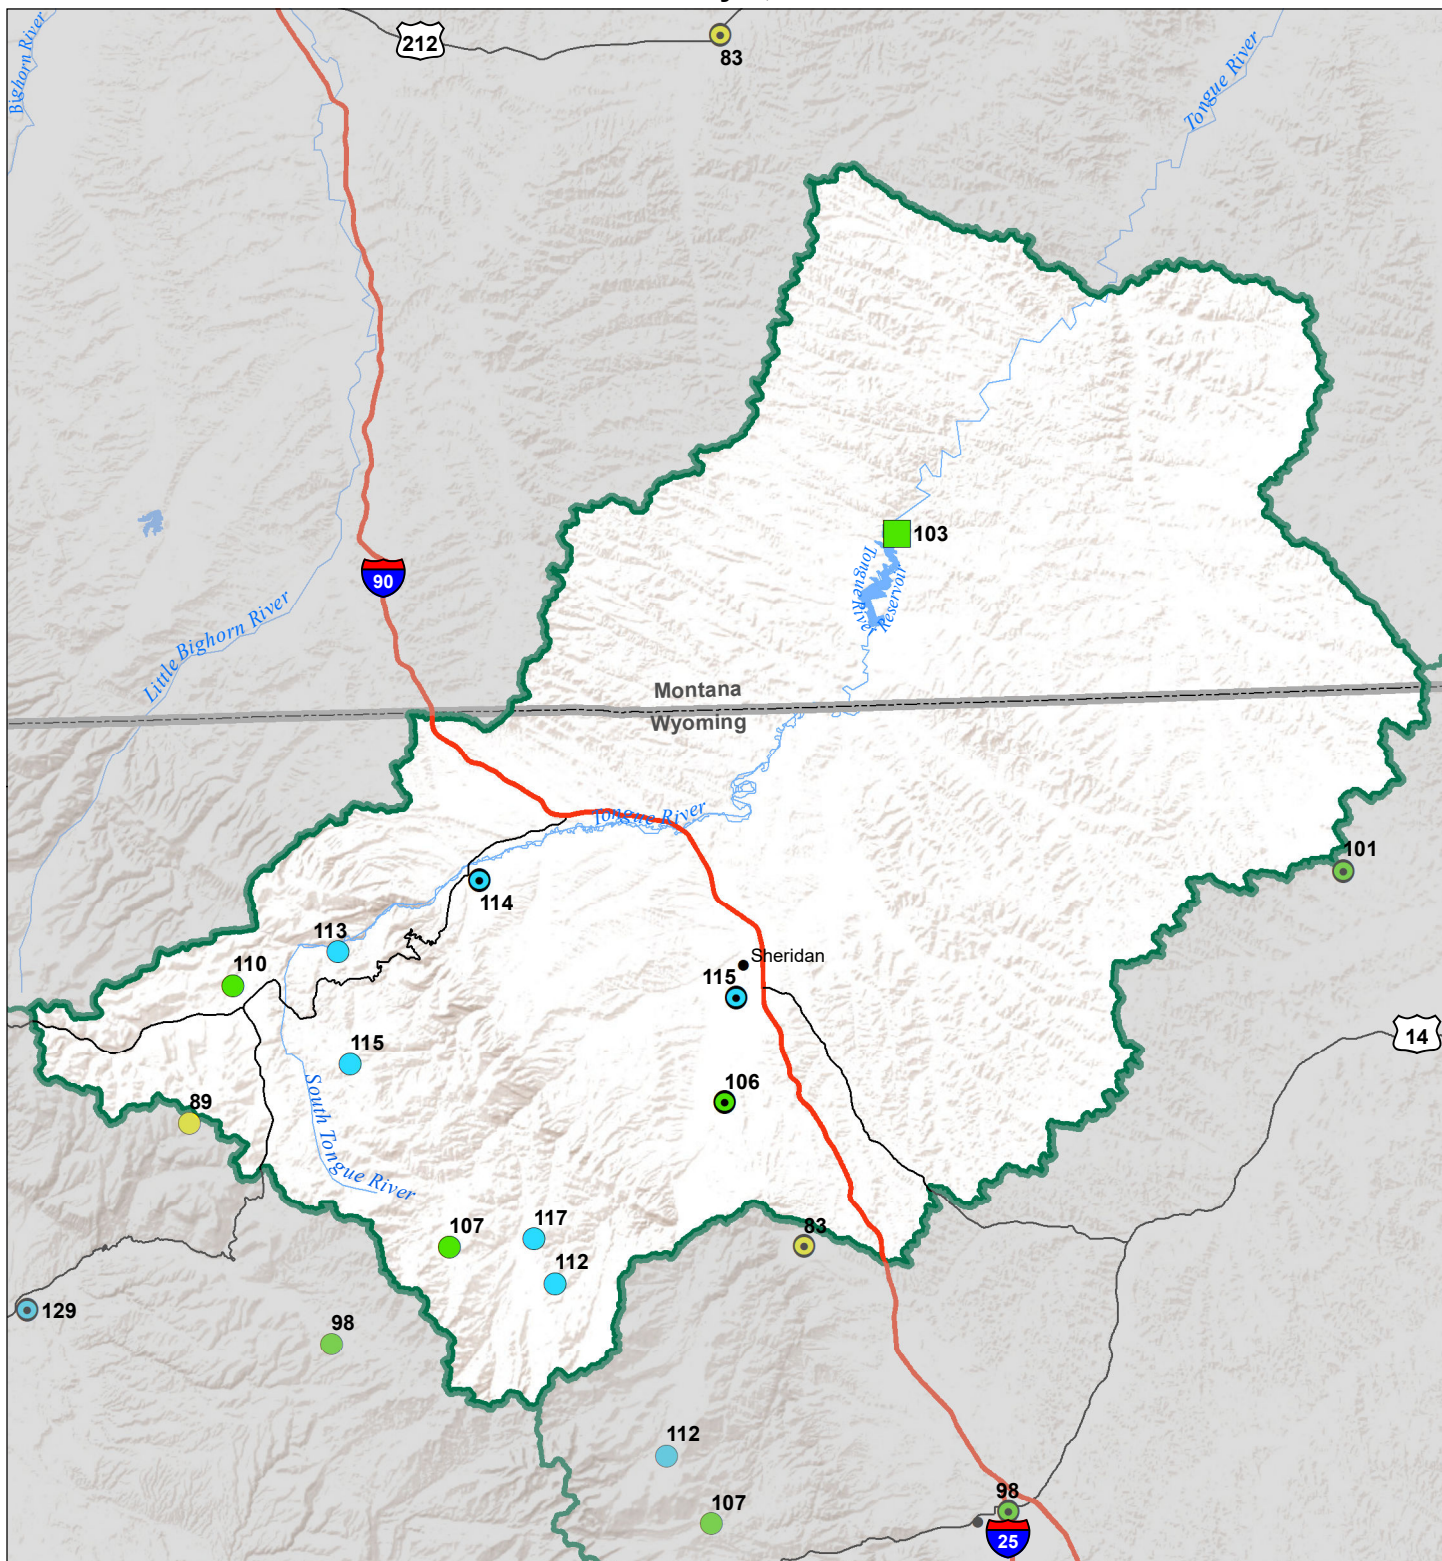 212
83
Bighorn River
Tongue River
103
Tongue River
Reservoir
90
Little Bighorn River
Montana
Wyoming
Tongue River
101
114
113
Sheridan
110
115
14
115
106
89
South Tongue River
117
107
83
112
129
98
112
98
107
25